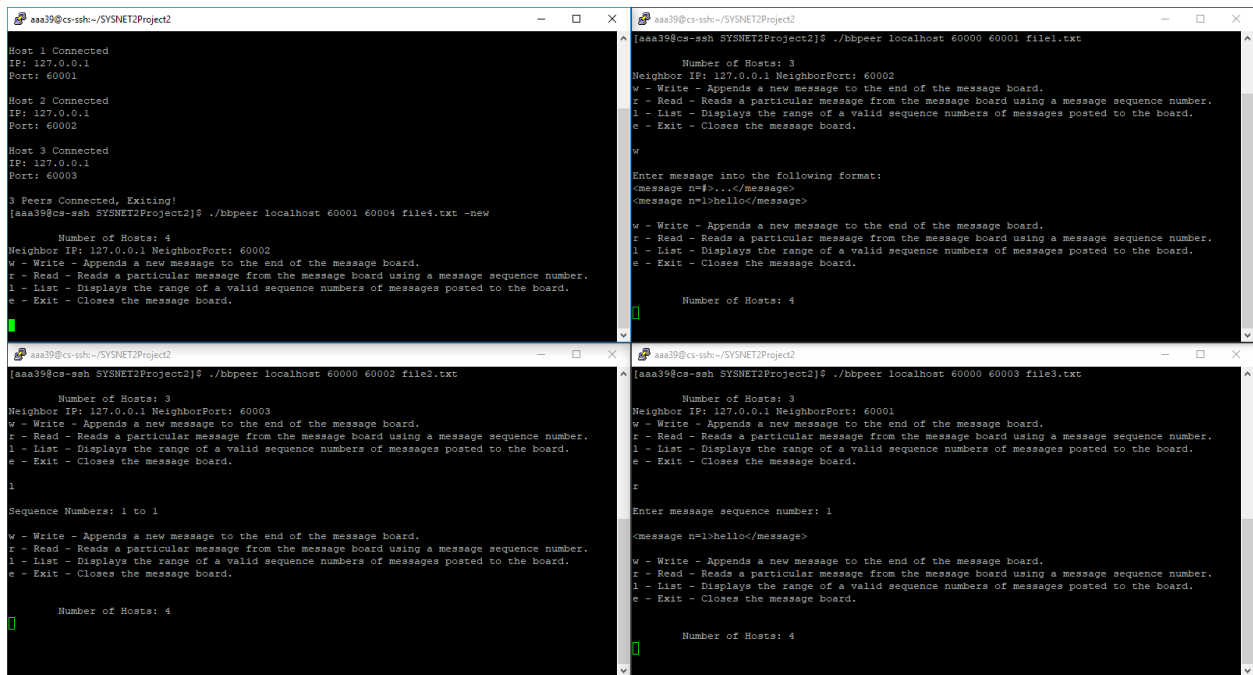 aaa39@cs-ssh:~/SYSNET2Project2
Host 1 Connected
IP: 127.0.0.1
Port: 60001
Host 2 Connected
IP: 127.0.0.1
Port: 60002
Host 3 Connected
IP: 127.0.0.1
Port: 60003
3 Peers Connected, Exiting!
[aaa39@cs-ssh SYSNET2Project2]$ ./bbpeer localhost 60001 60004 file4.txt -new
Number of Hosts: 4
Neighbor IP: 127.0.0.1 NeighborPort: 60002
w - Write - Appends a new message to the end of the message board.
r - Read - Reads a particular message from the message board using a message sequence number.
l - List - Displays the range of a valid sequence numbers of messages posted to the board.
e - Exit - Closes the message board.
aaa39@cs-ssh:~/SYSNET2Project2
[aaa39@cs-ssh SYSNET2Project2]$ ./bbpeer localhost 60000 60001 file1.txt
Number of Hosts: 3
Neighbor IP: 127.0.0.1 NeighborPort: 60002
w - Write - Appends a new message to the end of the message board.
r - Read - Reads a particular message from the message board using a message sequence number.
l - List - Displays the range of a valid sequence numbers of messages posted to the board.
e - Exit - Closes the message board.
w
Enter message into the following format:
<message n=#>...</message>
<message n=1>hello</message>
w - Write - Appends a new message to the end of the message board.
r - Read - Reads a particular message from the message board using a message sequence number.
l - List - Displays the range of a valid sequence numbers of messages posted to the board.
e - Exit - Closes the message board.
Number of Hosts: 4
aaa39@cs-ssh:~/SYSNET2Project2
[aaa39@cs-ssh SYSNET2Project2]$ ./bbpeer localhost 60000 60002 file2.txt
Number of Hosts: 3
Neighbor IP: 127.0.0.1 NeighborPort: 60003
w - Write - Appends a new message to the end of the message board.
r - Read - Reads a particular message from the message board using a message sequence number.
l - List - Displays the range of a valid sequence numbers of messages posted to the board.
e - Exit - Closes the message board.
l
Sequence Numbers: 1 to 1
w - Write - Appends a new message to the end of the message board.
r - Read - Reads a particular message from the message board using a message sequence number.
l - List - Displays the range of a valid sequence numbers of messages posted to the board.
e - Exit - Closes the message board.
Number of Hosts: 4
aaa39@cs-ssh:~/SYSNET2Project2
[aaa39@cs-ssh SYSNET2Project2]$ ./bbpeer localhost 60000 60003 file3.txt
Number of Hosts: 3
Neighbor IP: 127.0.0.1 NeighborPort: 60001
w - Write - Appends a new message to the end of the message board.
r - Read - Reads a particular message from the message board using a message sequence number.
l - List - Displays the range of a valid sequence numbers of messages posted to the board.
e - Exit - Closes the message board.
r
Enter message sequence number: 1
<message n=1>hello</message>
w - Write - Appends a new message to the end of the message board.
r - Read - Reads a particular message from the message board using a message sequence number.
l - List - Displays the range of a valid sequence numbers of messages posted to the board.
e - Exit - Closes the message board.
Number of Hosts: 4